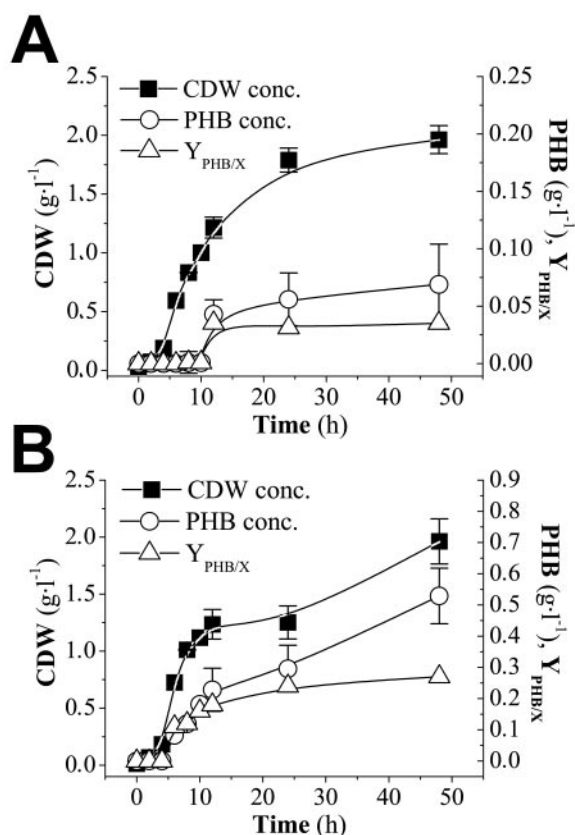 A
CDW conc.
PHB conc.
Y PHB/X
2.5
2.0
1.5
1.0
0.5
0.0
CDW (g·l⁻¹)
0.25
0.20
0.15
0.10
0.05
0.00
PHB (g·l⁻¹), Y PHB/X
0 10 20 30 40 50
Time (h)
B
CDW conc.
PHB conc.
Y PHB/X
2.5
2.0
1.5
1.0
0.5
0.0
CDW (g·l⁻¹)
0.9
0.8
0.7
0.6
0.5
0.4
0.3
0.2
0.1
0.0
PHB (g·l⁻¹), Y PHB/X
0 10 20 30 40 50
Time (h)